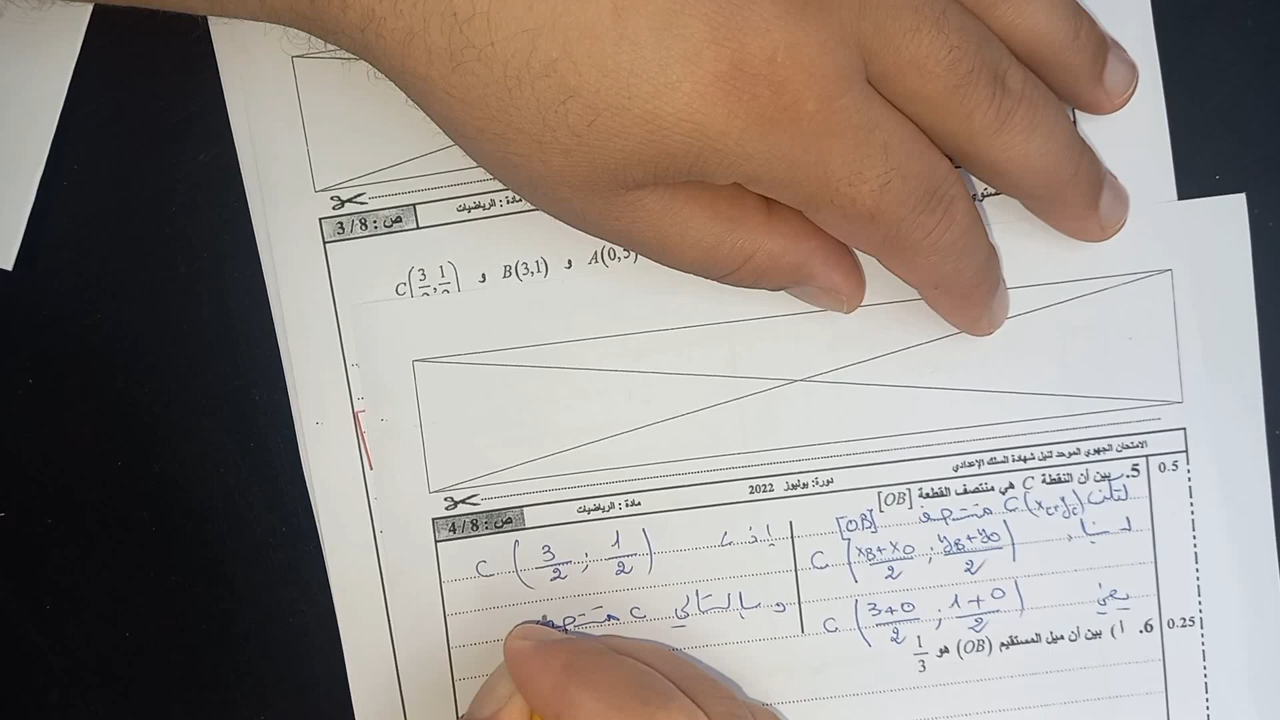 ص : 3/8
مادة : الرياضيات
A(0,5) و B(3,1) و C(3/2, 1/2)
الامتحان الجهوي الموحد لنيل شهادة السلك الإعدادي
ص : 4/8 مادة : الرياضيات دورة: يوليوز 2022
0.5
5. بين أن النقطة C هي منتصف القطعة [OB]
لتكن C(xC, yC) منتصف [OB]
لدينا C (xB+xO/2 ; yB+yO/2)
يعني C (3+0/2 ; 1+0/2)
إذن C (3/2 ; 1/2)
و بالتالي C منتصف
0.25
6. أ) بين أن ميل المستقيم (OB) هو 1/3